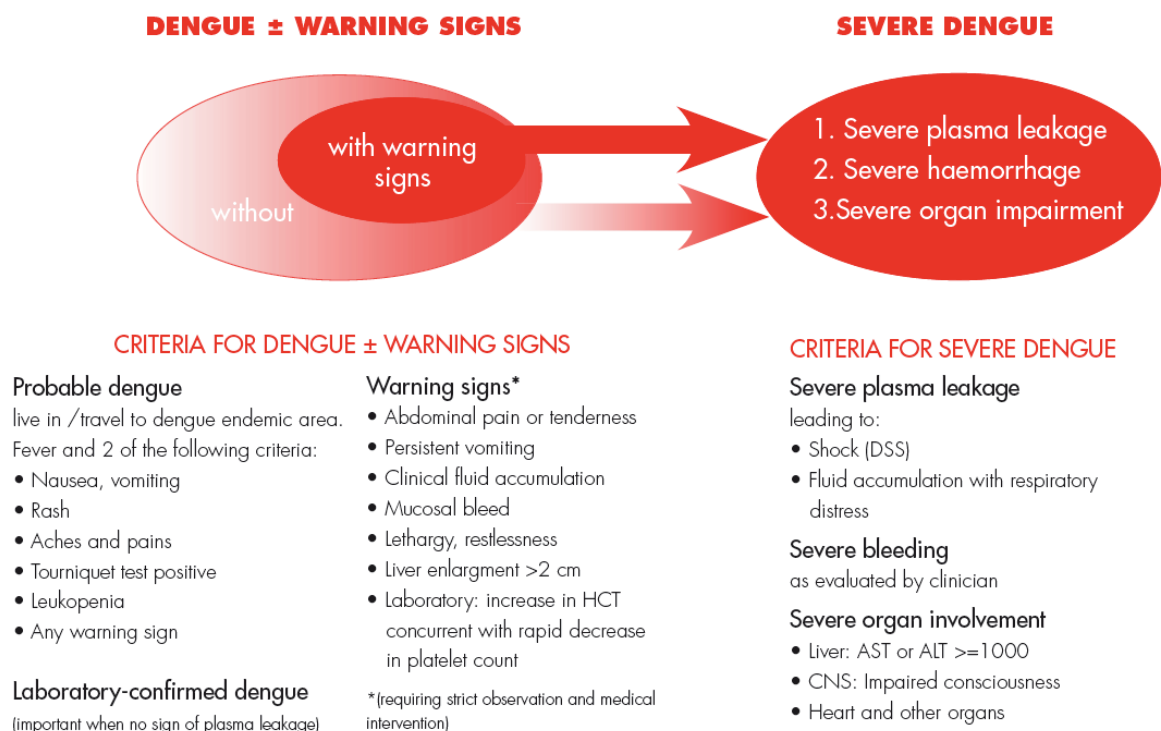 DENGUE ± WARNING SIGNS
SEVERE DENGUE
with warning
signs
without
1. Severe plasma leakage
2. Severe haemorrhage
3.Severe organ impairment
CRITERIA FOR DENGUE ± WARNING SIGNS
Probable dengue
live in /travel to dengue endemic area.
Fever and 2 of the following criteria:
• Nausea, vomiting
• Rash
• Aches and pains
• Tourniquet test positive
• Leukopenia
• Any warning sign
Laboratory-confirmed dengue
(important when no sign of plasma leakage)
Warning signs*
• Abdominal pain or tenderness
• Persistent vomiting
• Clinical fluid accumulation
• Mucosal bleed
• Lethargy, restlessness
• Liver enlargment >2 cm
• Laboratory: increase in HCT
concurrent with rapid decrease
in platelet count
*(requiring strict observation and medical
intervention)
CRITERIA FOR SEVERE DENGUE
Severe plasma leakage
leading to:
• Shock (DSS)
• Fluid accumulation with respiratory
distress
Severe bleeding
as evaluated by clinician
Severe organ involvement
• Liver: AST or ALT >=1000
• CNS: Impaired consciousness
• Heart and other organs